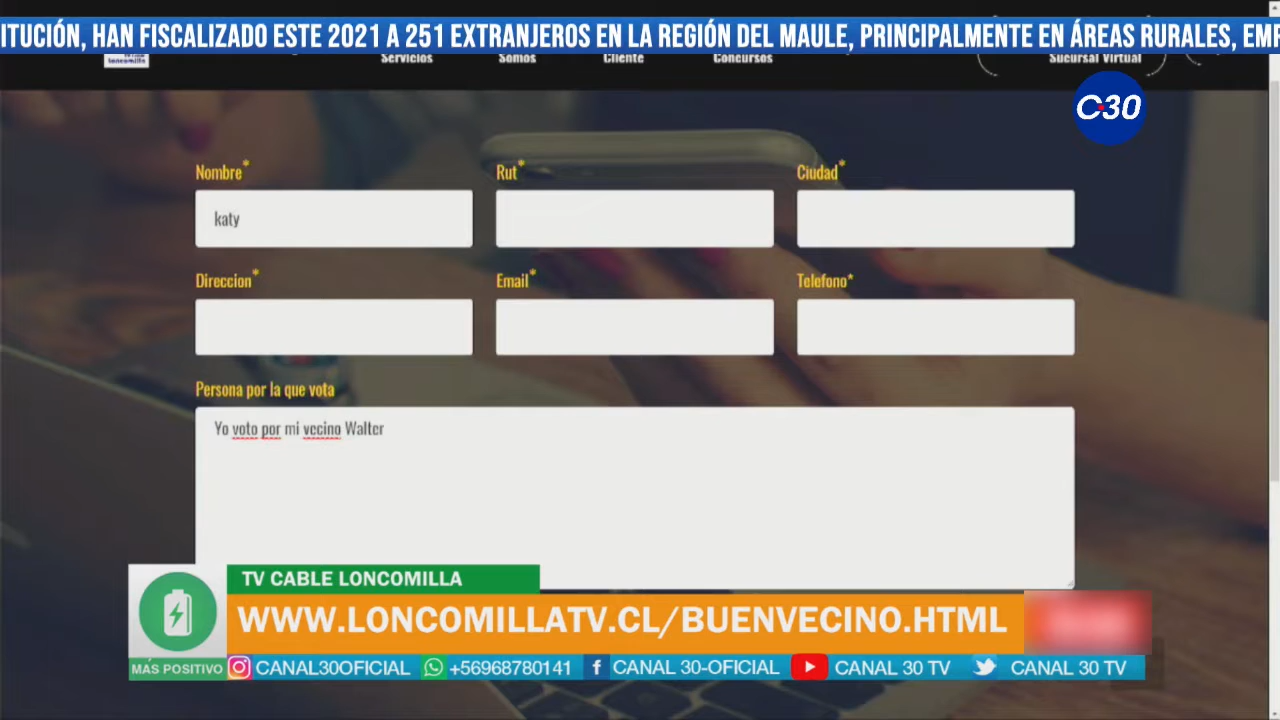 ITUCIÓN, HAN FISCALIZADO ESTE 2021 A 251 EXTRANJEROS EN LA REGIÓN DEL MAULE, PRINCIPALMENTE EN ÁREAS RURALES,
loncomilla Servicios Somos Cliente Concursos Sucursal Virtual
C30
Nombre* Rut* Ciudad*
katy
Direccion* Email* Telefono*
Persona por la que vota
Yo voto por mi vecino Walter
TV CABLE LONCOMILLA
WWW.LONCOMILLATV.CL/BUENVECINO.HTML
MÁS POSITIVO CANAL30OFICIAL +56968780141 CANAL 30-OFICIAL CANAL 30 TV CANAL 30 TV